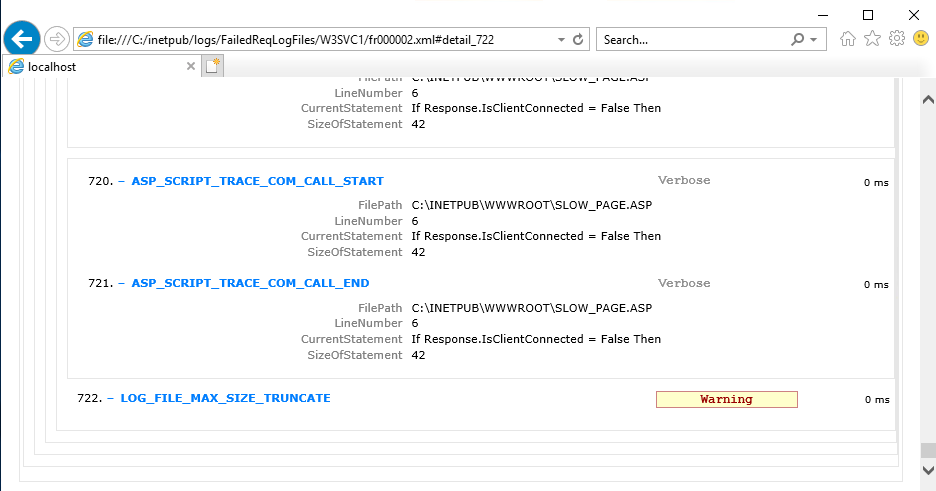 file:///C:/inetpub/logs/FailedReqLogFiles/W3SVC1/fr000002.xml#detail_722
Search...
localhost
FilePath C:\INETPUB\WWWROOT\SLOW_PAGE.ASP
LineNumber 6
CurrentStatement If Response.IsClientConnected = False Then
SizeOfStatement 42
720. – ASP_SCRIPT_TRACE_COM_CALL_START Verbose 0 ms
FilePath C:\INETPUB\WWWROOT\SLOW_PAGE.ASP
LineNumber 6
CurrentStatement If Response.IsClientConnected = False Then
SizeOfStatement 42
721. – ASP_SCRIPT_TRACE_COM_CALL_END Verbose 0 ms
FilePath C:\INETPUB\WWWROOT\SLOW_PAGE.ASP
LineNumber 6
CurrentStatement If Response.IsClientConnected = False Then
SizeOfStatement 42
722. – LOG_FILE_MAX_SIZE_TRUNCATE Warning 0 ms